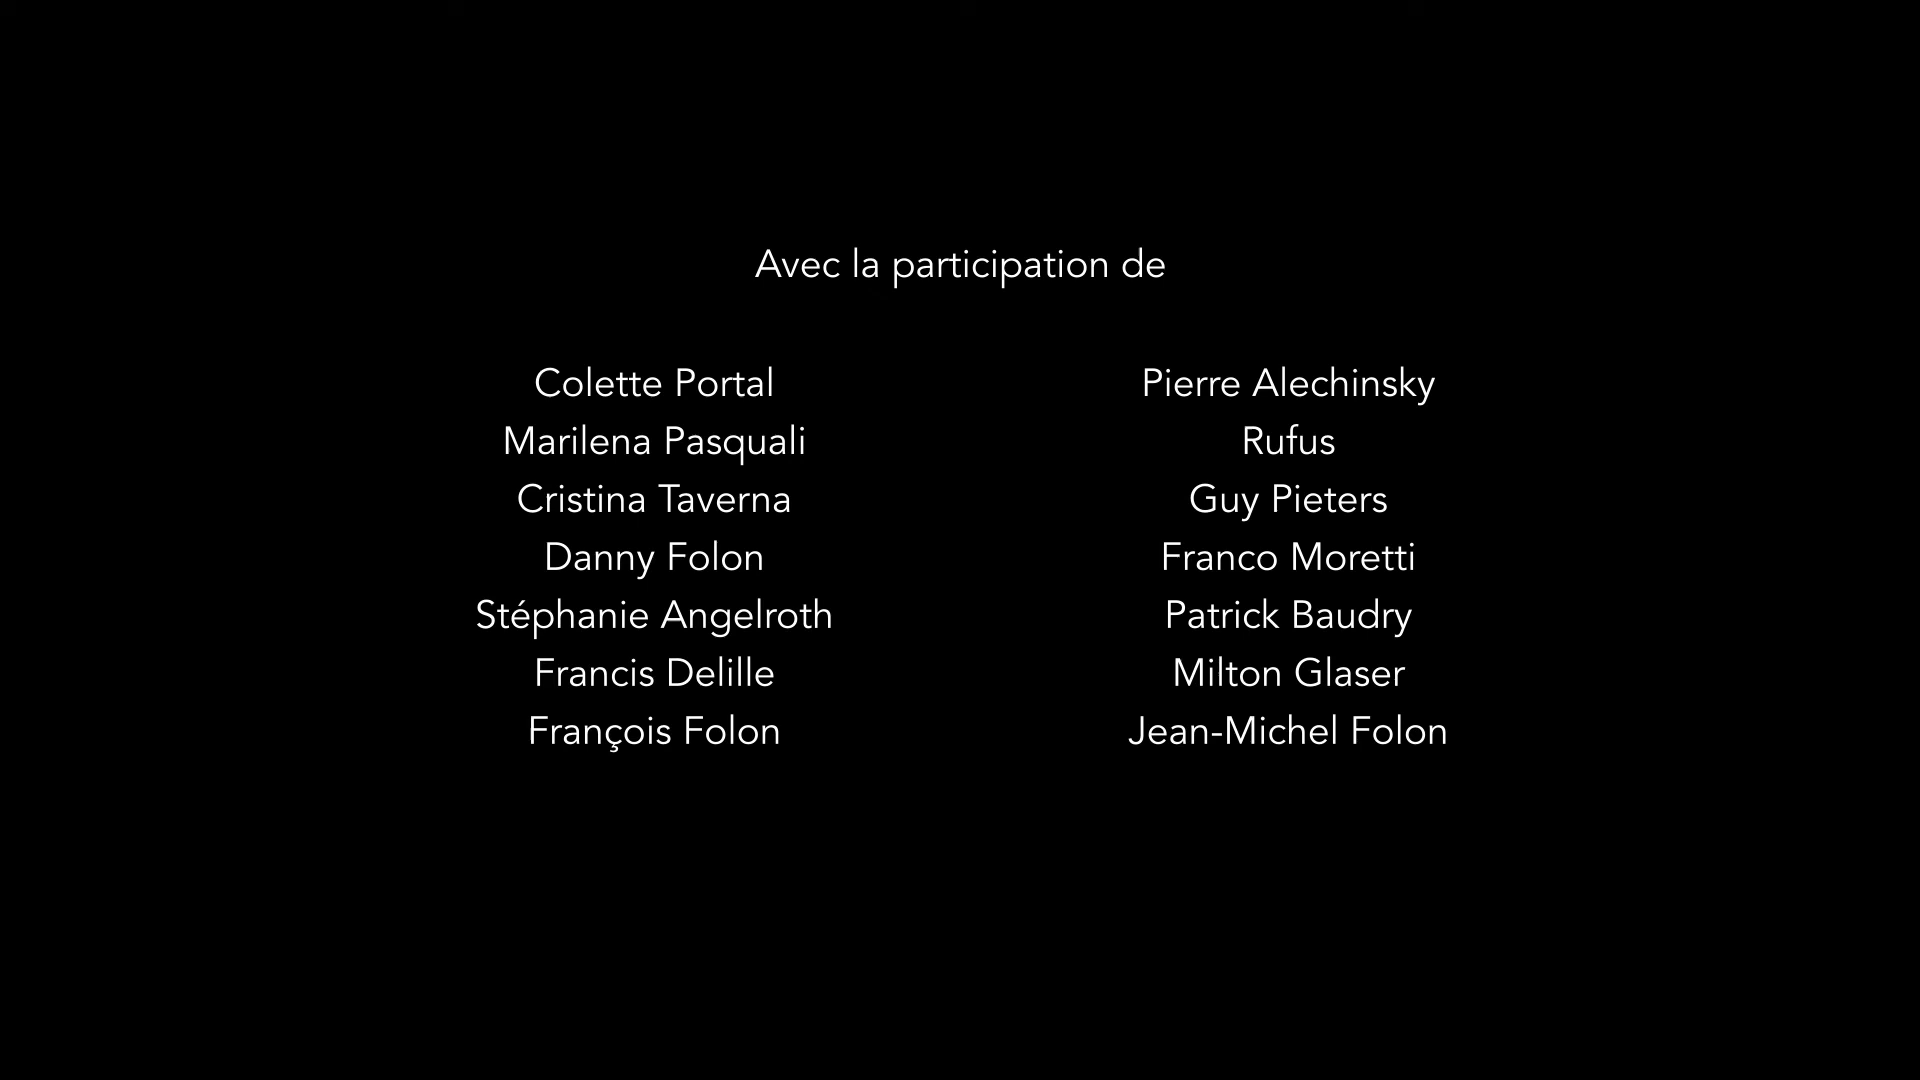 Avec la participation de
Colette Portal
Marilena Pasquali
Cristina Taverna
Danny Folon
Stéphanie Angelroth
Francis Delille
François Folon
Pierre Alechinsky
Rufus
Guy Pieters
Franco Moretti
Patrick Baudry
Milton Glaser
Jean-Michel Folon